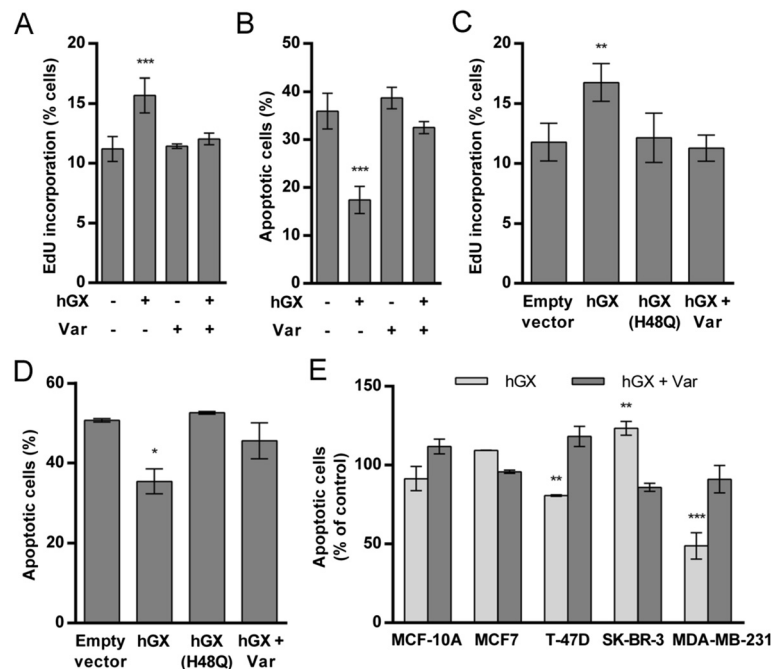 A
EdU incorporation (% cells)
20
15
10
5
0
***
hGX - + - +
Var - - + +
B
Apoptotic cells (%)
50
40
30
20
10
0
***
hGX - + - +
Var - - + +
C
EdU incorporation (% cells)
20
15
10
5
0
**
Empty vector
hGX
hGX (H48Q)
hGX + Var
D
Apoptotic cells (%)
60
40
20
0
*
Empty vector
hGX
hGX (H48Q)
hGX + Var
E
hGX
hGX + Var
Apoptotic cells
(% of control)
150
100
50
0
**
**
***
MCF-10A MCF7 T-47D SK-BR-3 MDA-MB-231